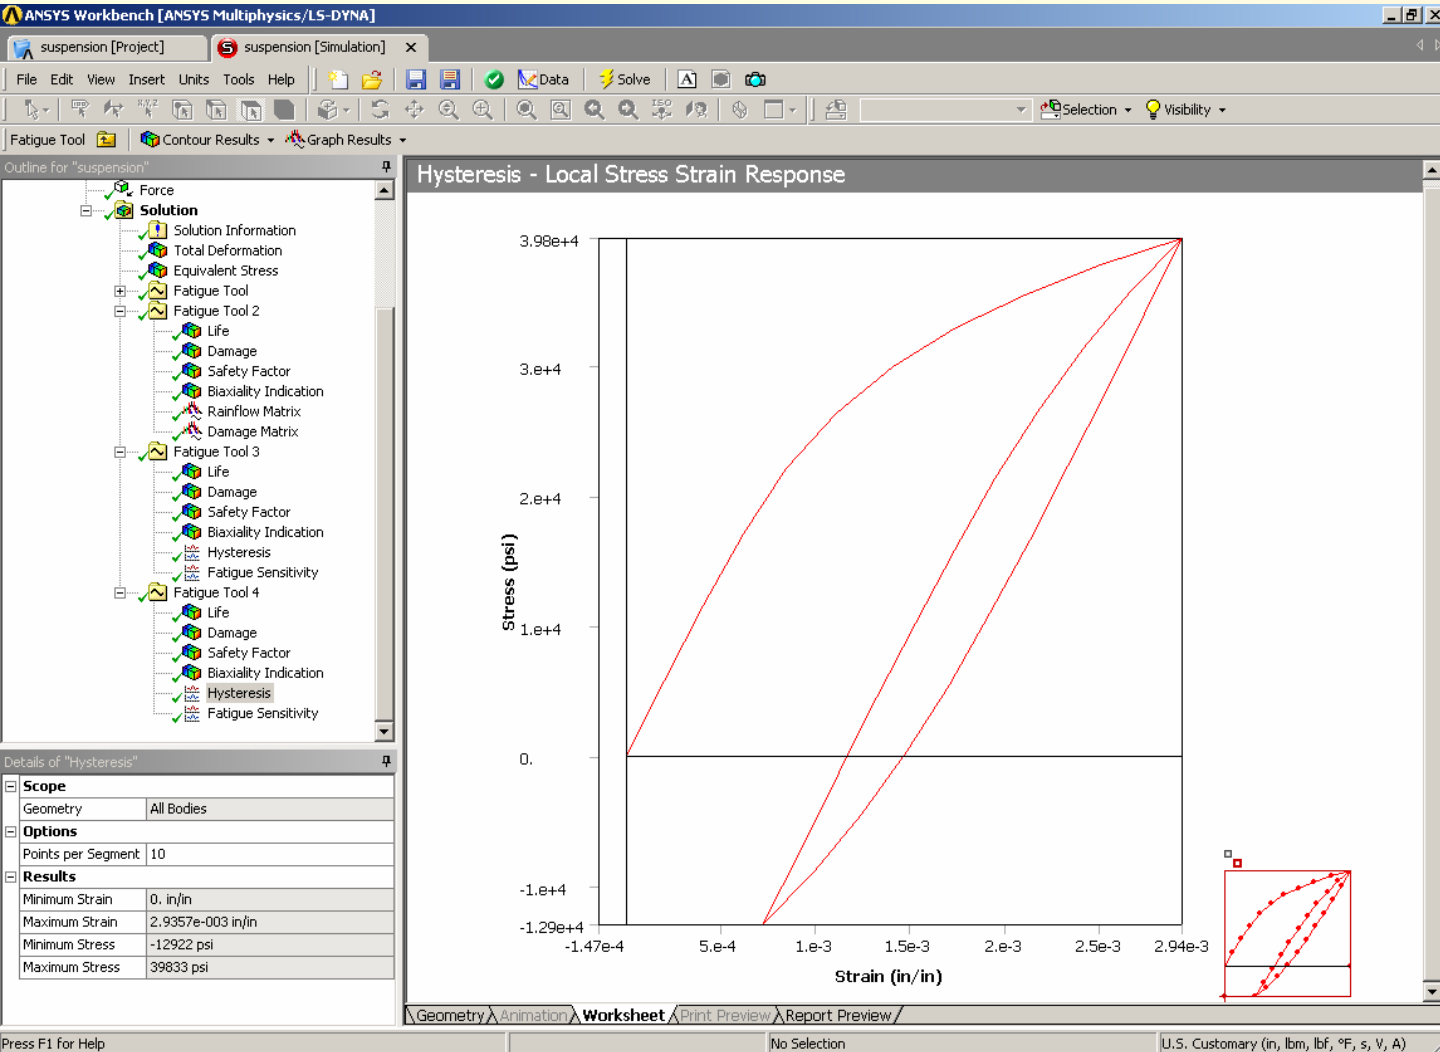 ANSYS Workbench [ANSYS Multiphysics/LS-DYNA]
suspension [Project]
suspension [Simulation]
File Edit View Insert Units Tools Help Data Solve A
ISO Selection Visibility
Fatigue Tool Contour Results Graph Results
Outline for "suspension"
Force
Solution
Solution Information
Total Deformation
Equivalent Stress
Fatigue Tool
Fatigue Tool 2
Life
Damage
Safety Factor
Biaxiality Indication
Rainflow Matrix
Damage Matrix
Fatigue Tool 3
Life
Damage
Safety Factor
Biaxiality Indication
Hysteresis
Fatigue Sensitivity
Fatigue Tool 4
Life
Damage
Safety Factor
Biaxiality Indication
Hysteresis
Fatigue Sensitivity
Details of "Hysteresis"
Scope
Geometry All Bodies
Options
Points per Segment 10
Results
Minimum Strain 0. in/in
Maximum Strain 2.9357e-003 in/in
Minimum Stress -12922 psi
Maximum Stress 39833 psi
Hysteresis - Local Stress Strain Response
3.98e+4
3.e+4
2.e+4
Stress (psi)
1.e+4
0.
-1.e+4
-1.29e+4
-1.47e-4 5.e-4 1.e-3 1.5e-3 2.e-3 2.5e-3 2.94e-3
Strain (in/in)
Geometry Animation Worksheet Print Preview Report Preview
Press F1 for Help No Selection U.S. Customary (in, lbm, lbf, °F, s, V, A)